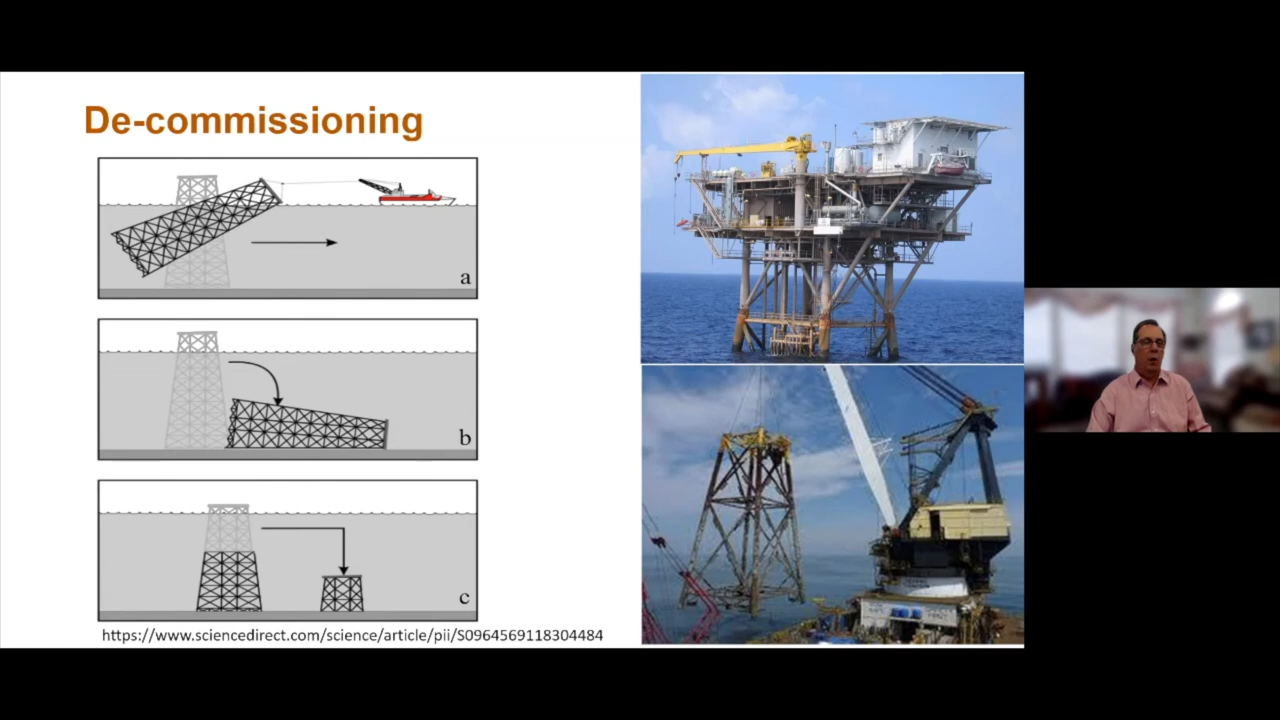 De-commissioning
a
b
c
https://www.sciencedirect.com/science/article/pii/S0964569118304484